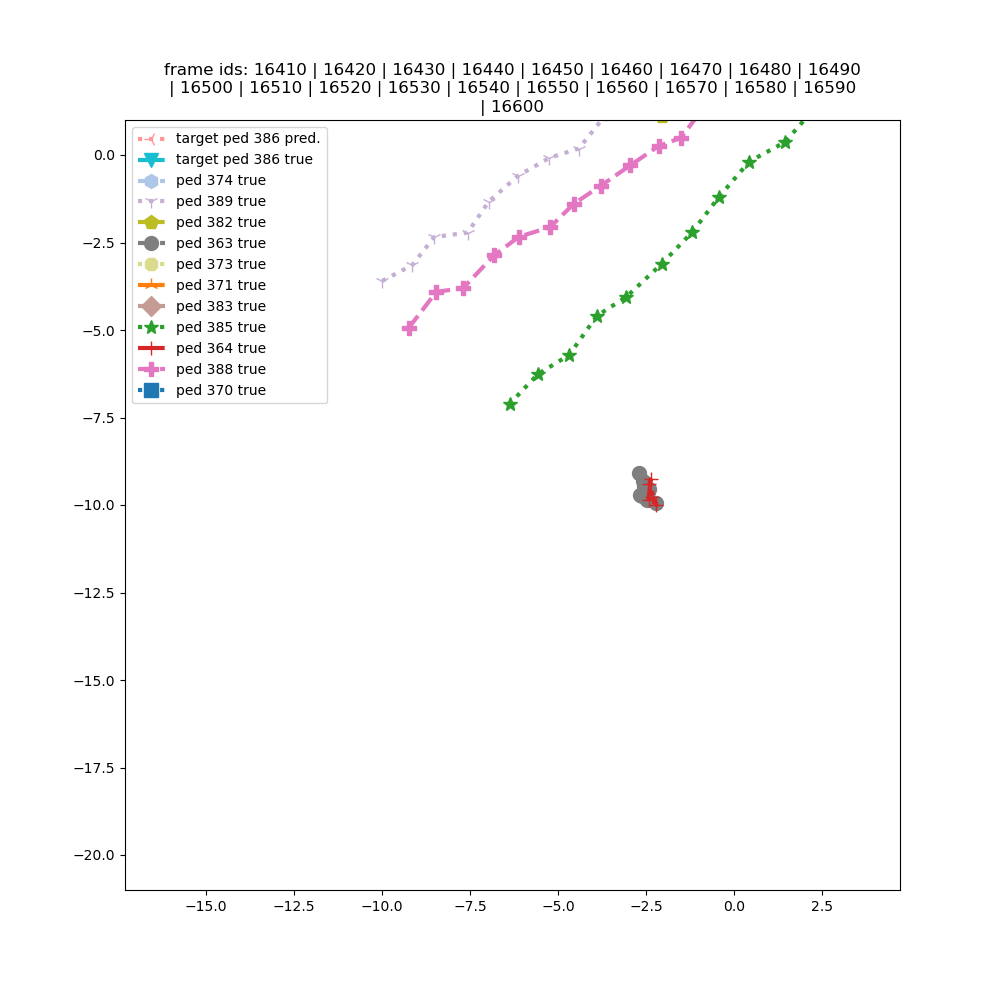 frame ids: 16410 | 16420 | 16430 | 16440 | 16450 | 16460 | 16470 | 16480 | 16490
| 16500 | 16510 | 16520 | 16530 | 16540 | 16550 | 16560 | 16570 | 16580 | 16590
| 16600
target ped 386 pred.
target ped 386 true
ped 374 true
ped 389 true
ped 382 true
ped 363 true
ped 373 true
ped 371 true
ped 383 true
ped 385 true
ped 364 true
ped 388 true
ped 370 true
0.0
−2.5
−5.0
−7.5
−10.0
−12.5
−15.0
−17.5
−20.0
−15.0
−12.5
−10.0
−7.5
−5.0
−2.5
0.0
2.5